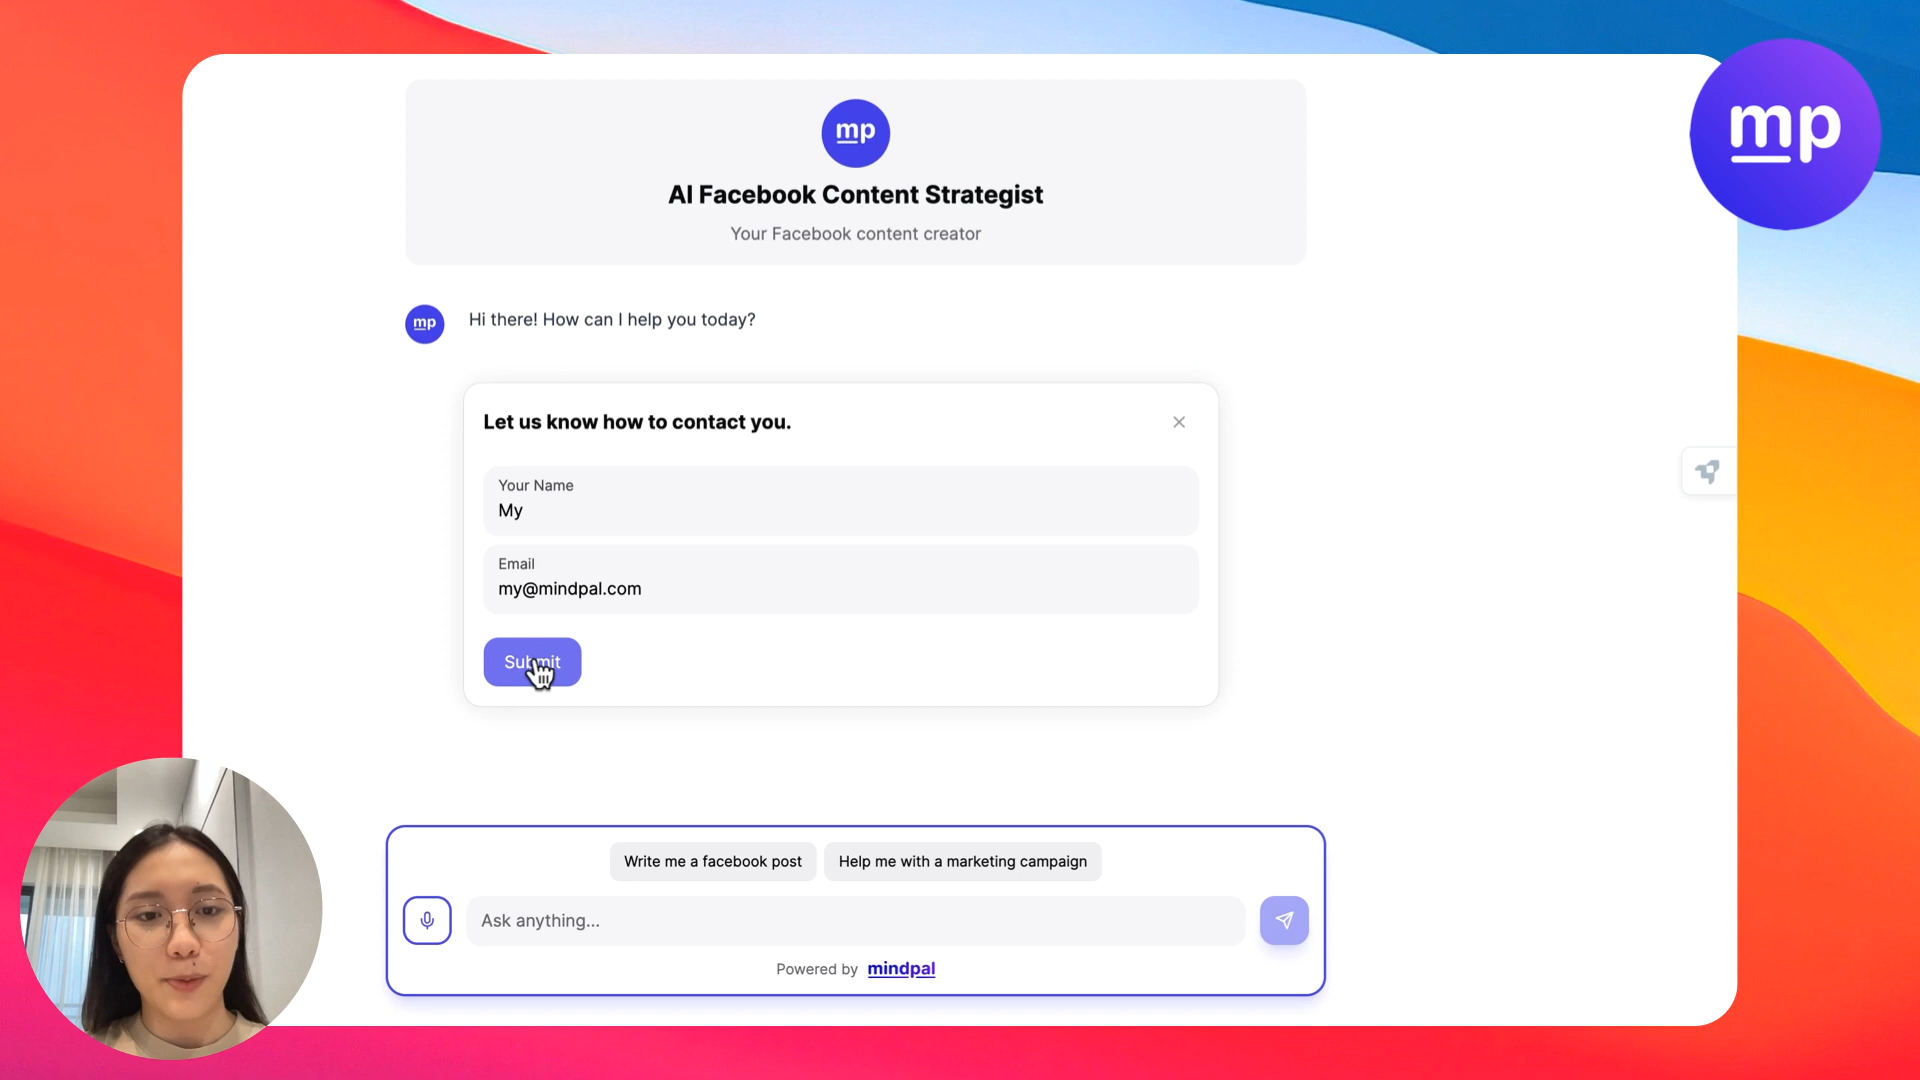 mp
mp
AI Facebook Content Strategist
Your Facebook content creator
mp
Hi there! How can I help you today?
Let us know how to contact you.
Your Name
My
Email
my@mindpal.com
Submit
Write me a facebook post
Help me with a marketing campaign
Ask anything...
Powered by mindpal